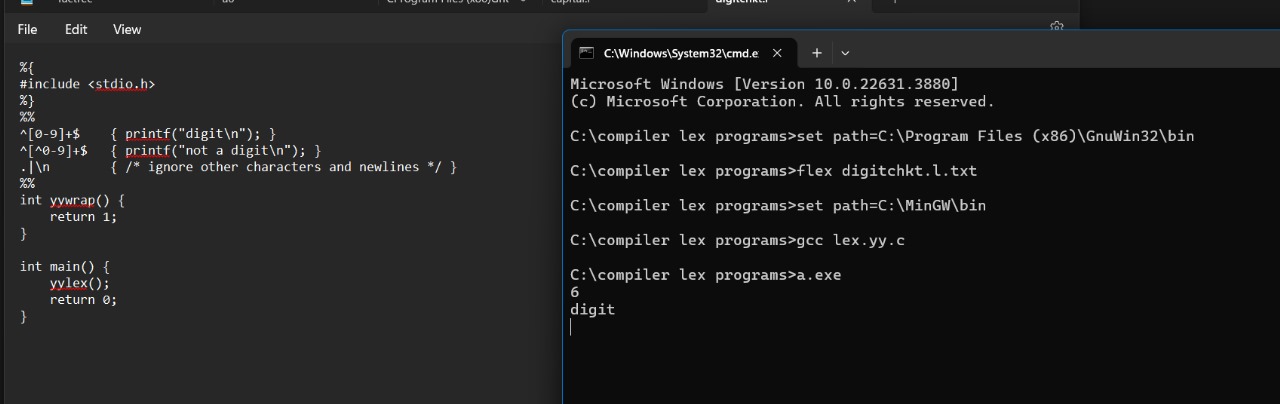 File Edit View
%{
#include <stdio.h>
%}
%%
^[0-9]+$ { printf("digit\n"); }
^[^0-9]+$ { printf("not a digit\n"); }
.|\n { /* ignore other characters and newlines */ }
%%
int yywrap() {
return 1;
}
int main() {
yylex();
return 0;
}
C:\Windows\System32\cmd.e
Microsoft Windows [Version 10.0.22631.3880]
(c) Microsoft Corporation. All rights reserved.
C:\compiler lex programs>set path=C:\Program Files (x86)\GnuWin32\bin
C:\compiler lex programs>flex digitchkt.l.txt
C:\compiler lex programs>set path=C:\MinGW\bin
C:\compiler lex programs>gcc lex.yy.c
C:\compiler lex programs>a.exe
6
digit